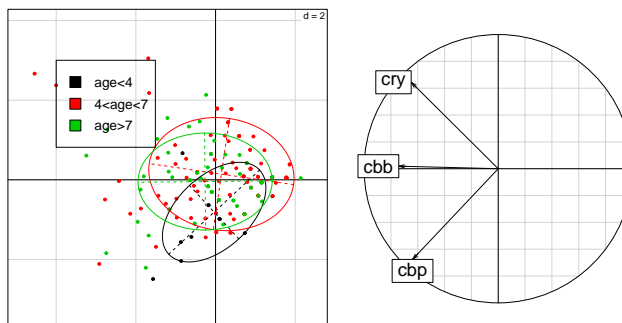 d = 2
age<4
4<age<7
age>7
cry
cbb
cbp